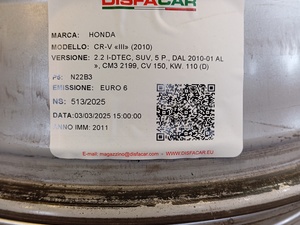 DISFACAR
MARCA: HONDA
MODELLO: CR-V «III» (2010)
VERSIONE: 2.2 I-DTEC, SUV, 5 P., DAL 2010-01 AL
», CM3 2199, CV 150, KW. 110 (D)
N22B3
EMISSIONE: EURO 6
NS: 513/2025
DATA:03/03/2025 15:00:00
ANNO IMM: 2011
E-mail: magazzino@disfacar.com
WWW.DISFACAR.EU